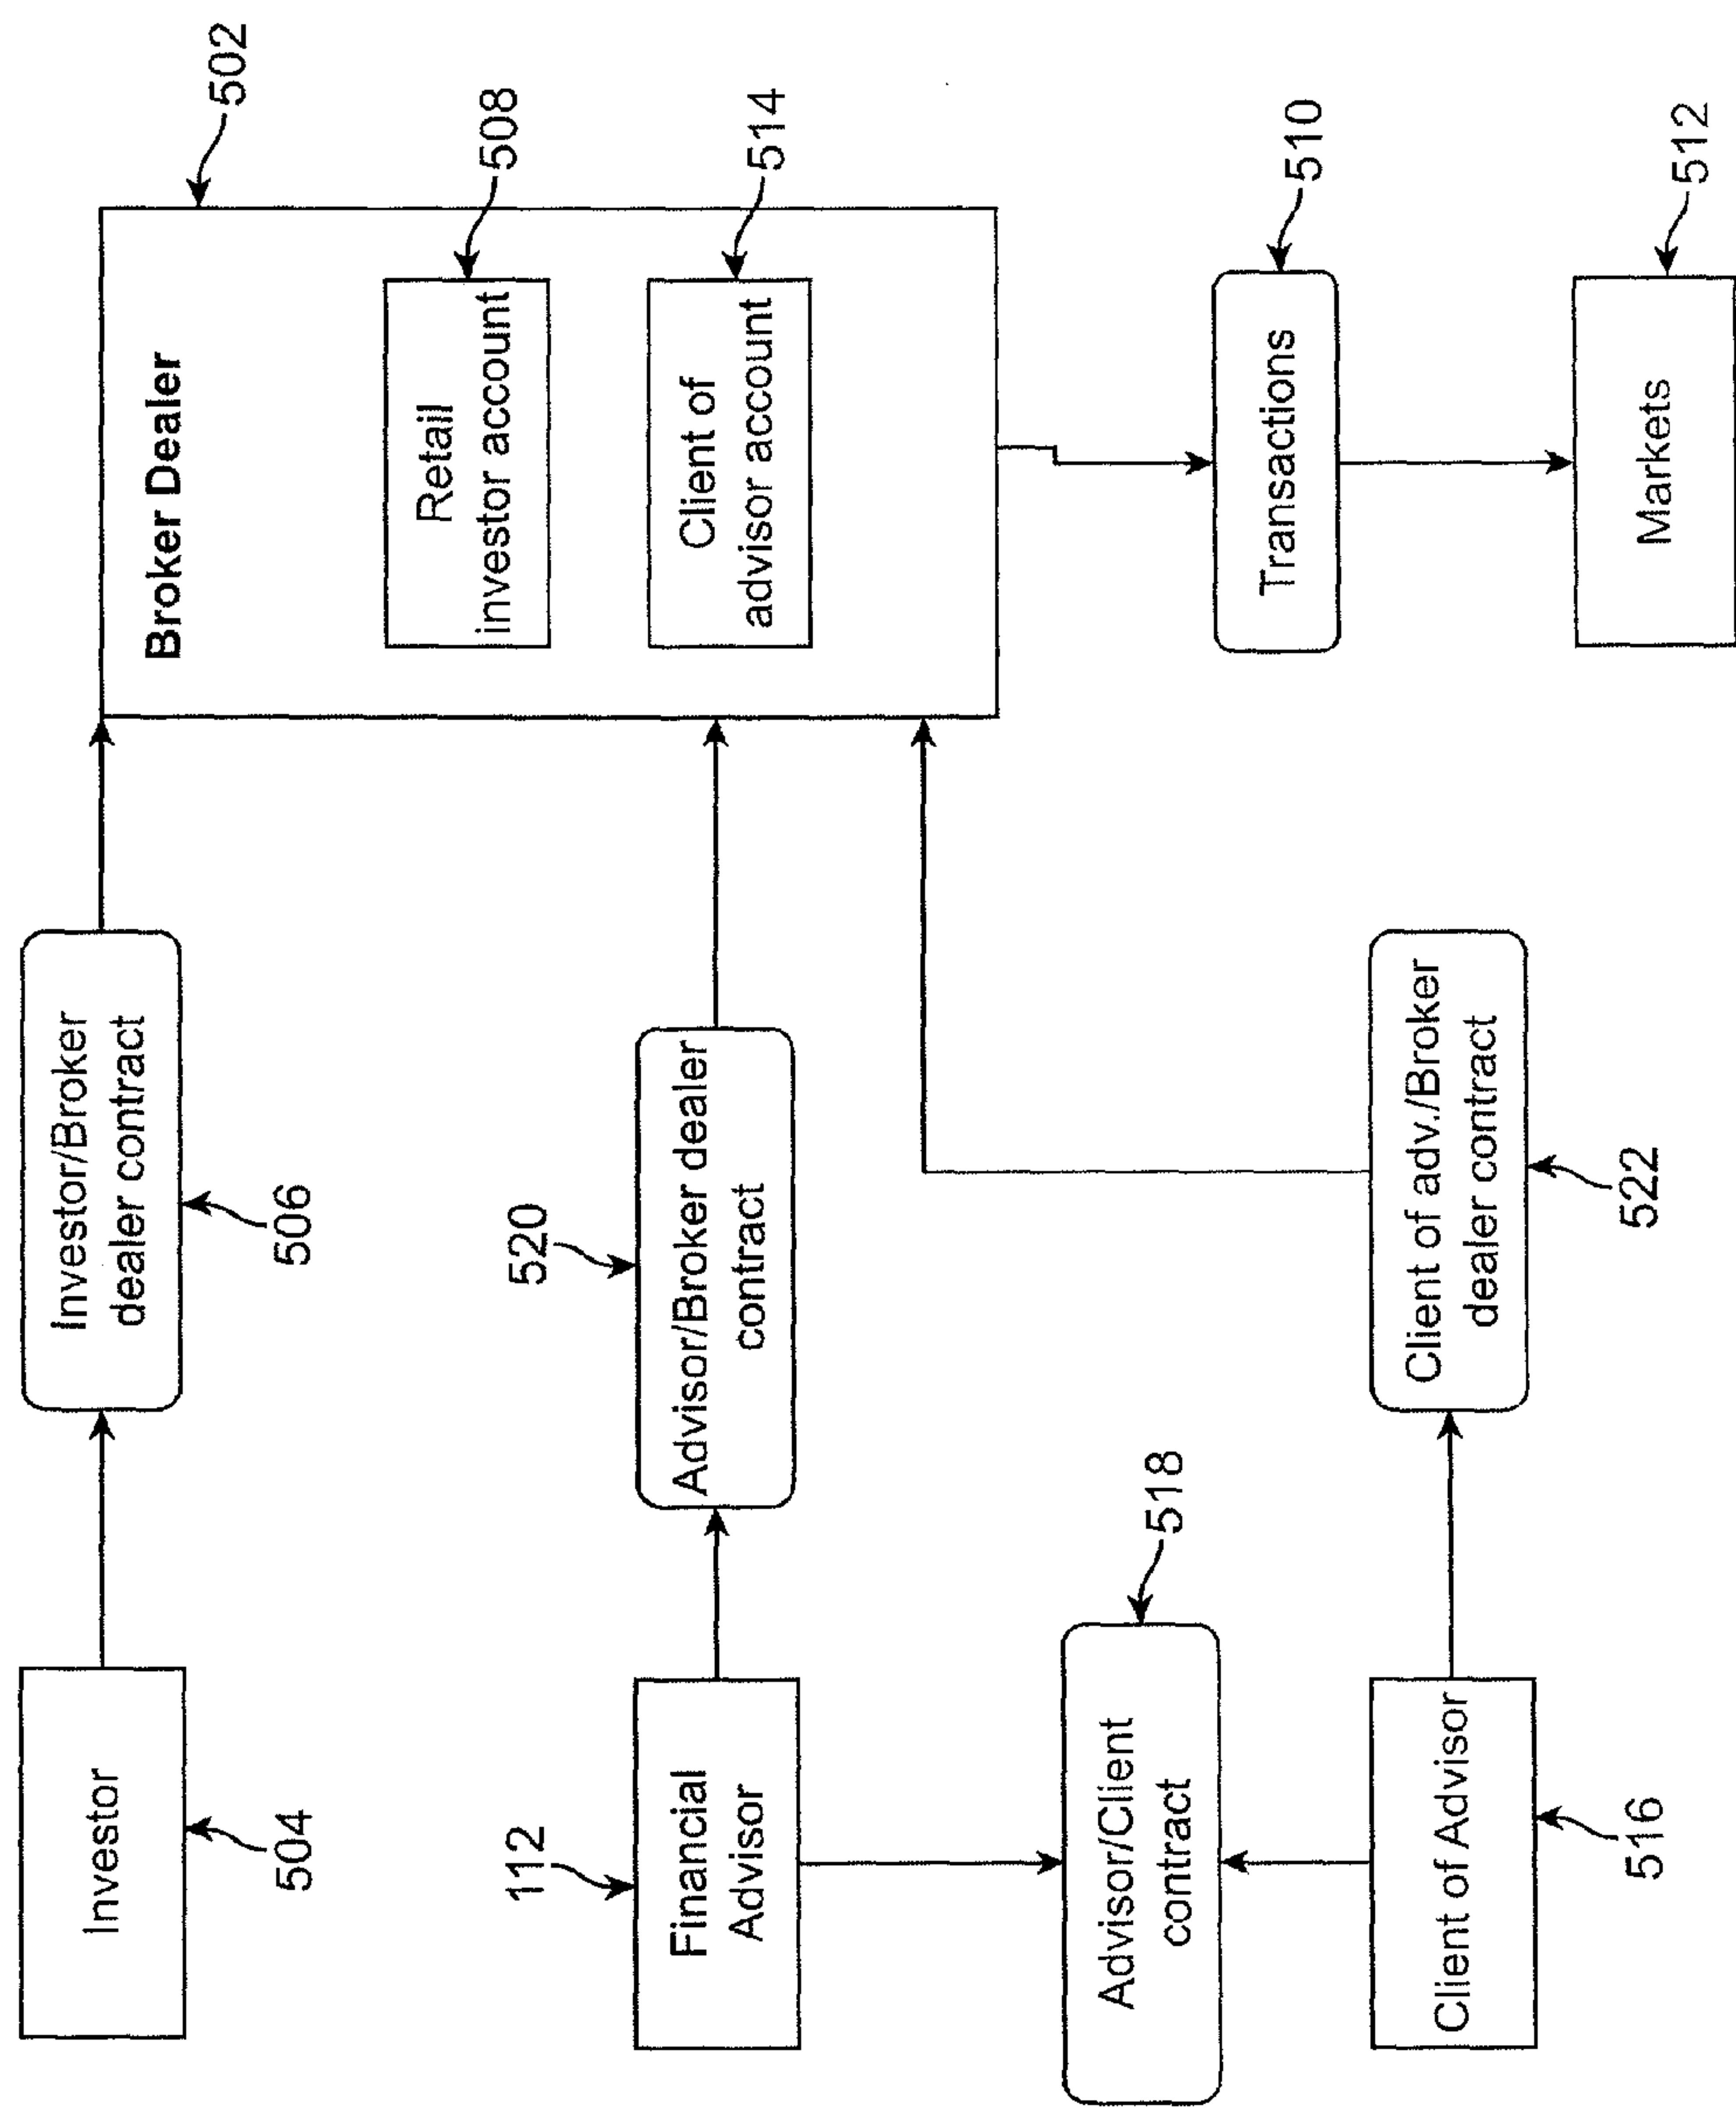 502
Broker Dealer
Retail
investor account
508
Client of
advisor account
514
Transactions
510
Markets
512
Investor/Broker
dealer contract
506
520
Advisor/Broker dealer
contract
Client of adv./Broker
dealer contract
522
Investor
504
112
Financial
Advisor
518
Advisor/Client
contract
Client of Advisor
516